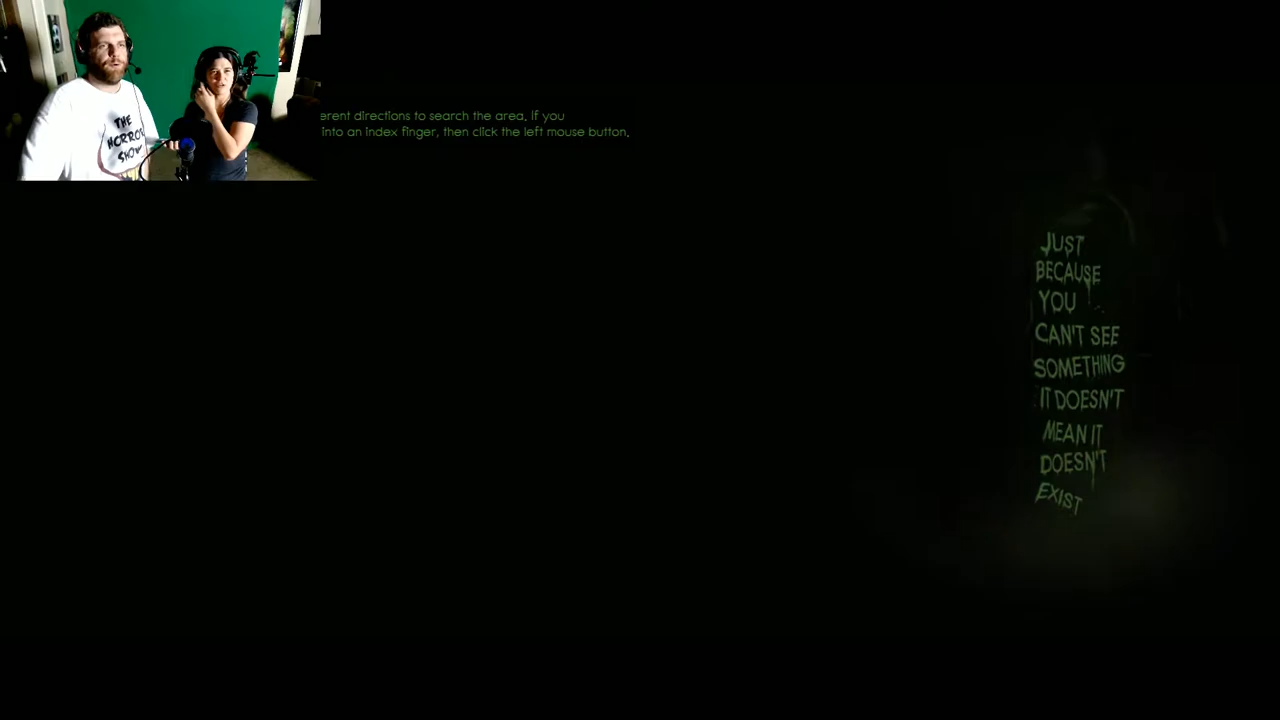 THE
HORROR
SHOW
erent directions to search the area. If you
into an index finger, then click the left mouse button.
JUST
BECAUSE
YOU
CAN'T SEE
SOMETHING
IT DOESN'T
MEAN IT
DOESN'T
EXIST